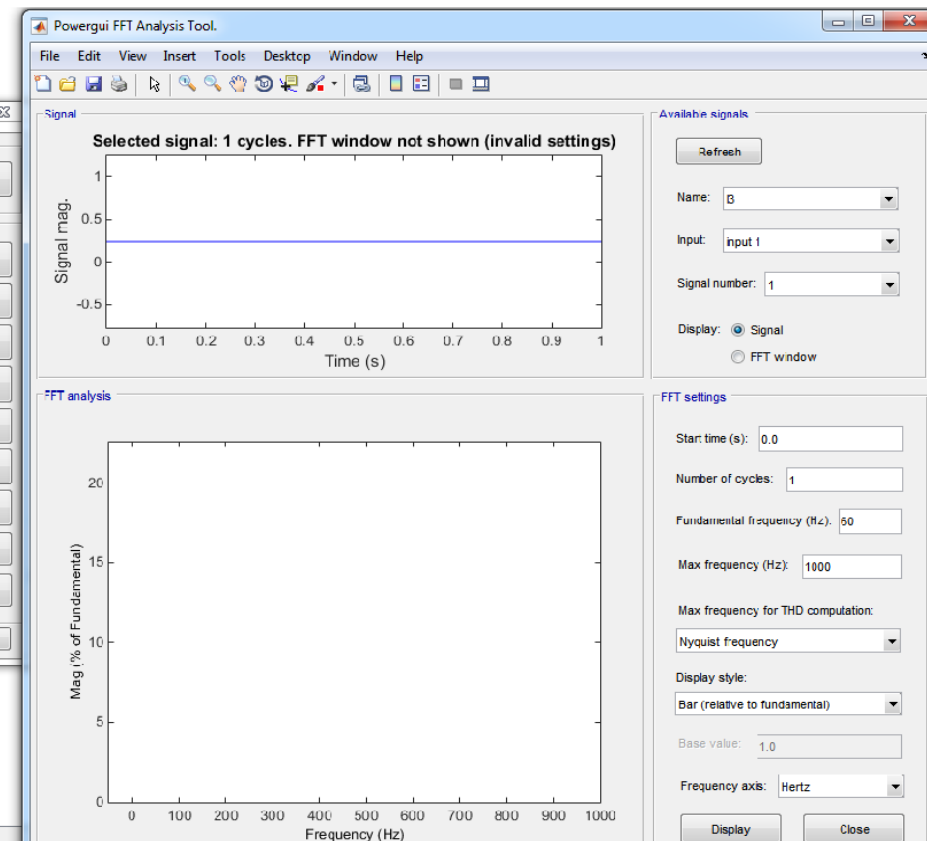 Powergui FFT Analysis Tool.
File Edit View Insert Tools Desktop Window Help
Signal
Selected signal: 1 cycles. FFT window not shown (invalid settings)
1
0.5
0
-0.5
Signal mag.
0 0.1 0.2 0.3 0.4 0.5 0.6 0.7 0.8 0.9 1
Time (s)
Available signals
Refresh
Name:
Input: input 1
Signal number: 1
Display: Signal
FFT window
FFT analysis
20
15
10
5
0
Mag (% of Fundamental)
0 100 200 300 400 500 600 700 800 900 1000
Frequency (Hz)
FFT settings
Start time (s): 0.0
Number of cycles: 1
Fundamental frequency (Hz): 60
Max frequency (Hz): 1000
Max frequency for THD computation:
Nyquist frequency
Display style:
Bar (relative to fundamental)
Base value: 1.0
Frequency axis: Hertz
Display Close